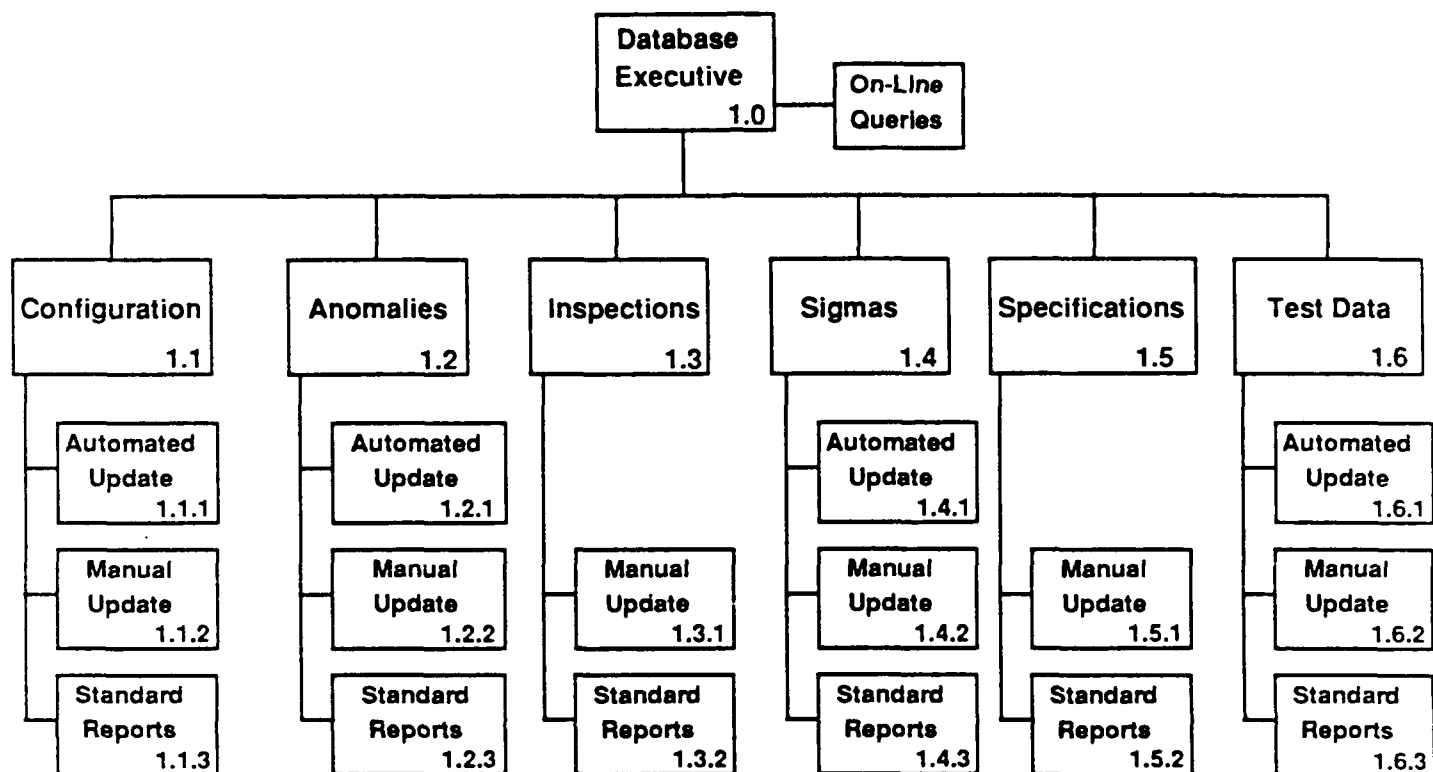 Database
Executive
1.0
On-Line
Queries
Configuration
1.1
Anomalies
1.2
Inspections
1.3
Sigmas
1.4
Specifications
1.5
Test Data
1.6
Automated
Update
1.1.1
Automated
Update
1.2.1
Automated
Update
1.4.1
Automated
Update
1.6.1
Manual
Update
1.1.2
Manual
Update
1.2.2
Manual
Update
1.3.1
Manual
Update
1.4.2
Manual
Update
1.5.1
Manual
Update
1.6.2
Standard
Reports
1.1.3
Standard
Reports
1.2.3
Standard
Reports
1.3.2
Standard
Reports
1.4.3
Standard
Reports
1.5.2
Standard
Reports
1.6.3